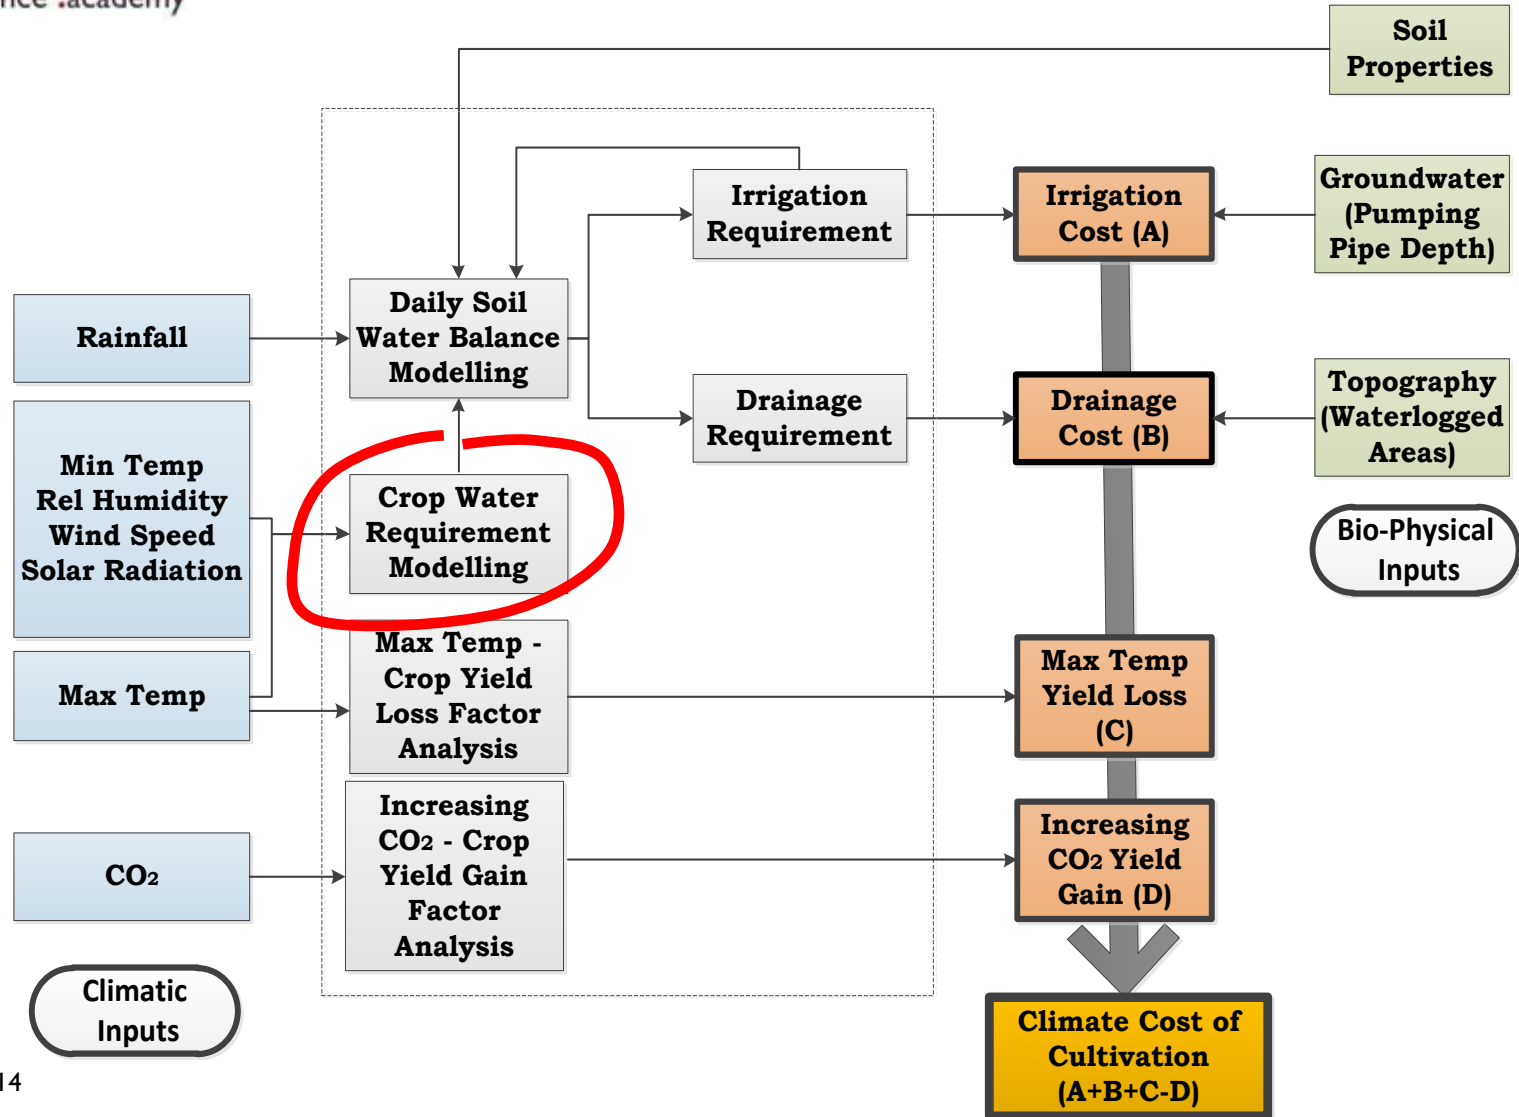 .academy
Soil
Properties
Irrigation
Requirement
Irrigation
Cost (A)
Groundwater
(Pumping
Pipe Depth)
Rainfall
Daily Soil
Water Balance
Modelling
Drainage
Requirement
Drainage
Cost (B)
Topography
(Waterlogged
Areas)
Min Temp
Rel Humidity
Wind Speed
Solar Radiation
Crop Water
Requirement
Modelling
Bio-Physical
Inputs
Max Temp
Max Temp -
Crop Yield
Loss Factor
Analysis
Max Temp
Yield Loss
(C)
CO2
Increasing
CO2 - Crop
Yield Gain
Factor
Analysis
Increasing
CO2 Yield
Gain (D)
Climatic
Inputs
Climate Cost of
Cultivation
(A+B+C-D)
14